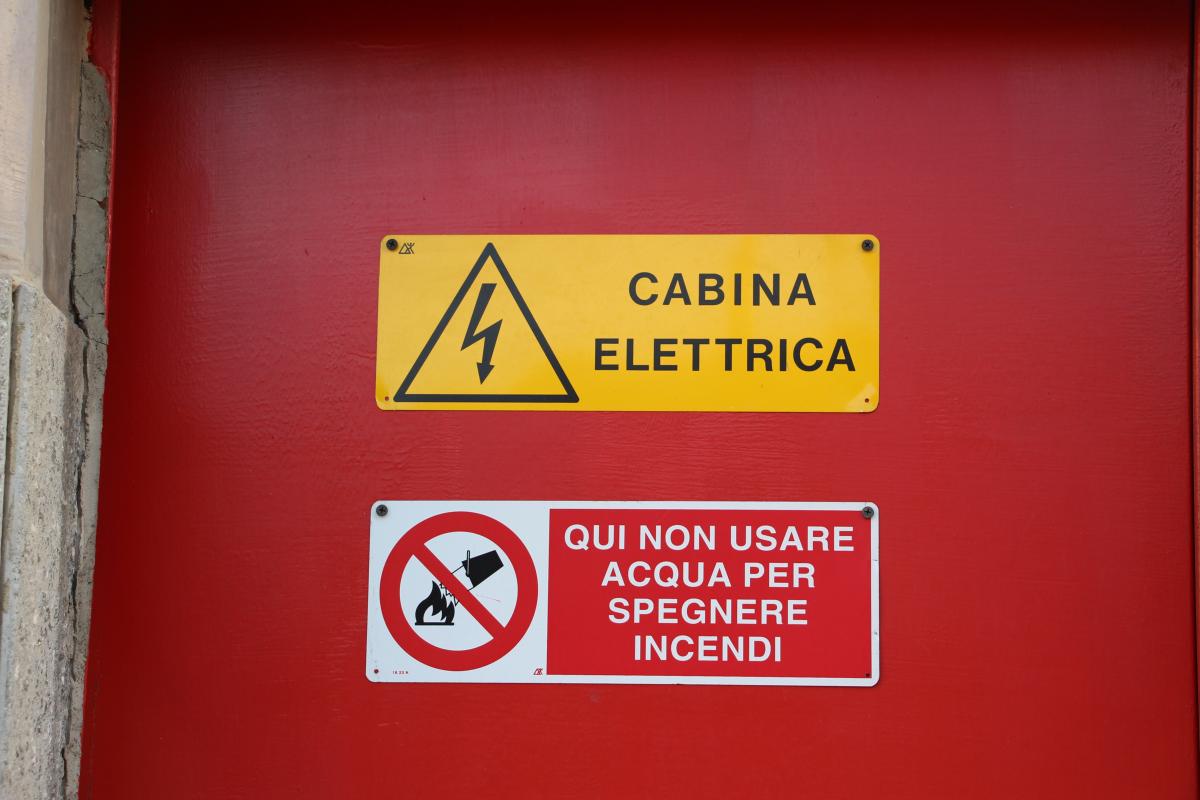 CABINA
ELETTRICA
QUI NON USARE
ACQUA PER
SPEGNERE
INCENDI